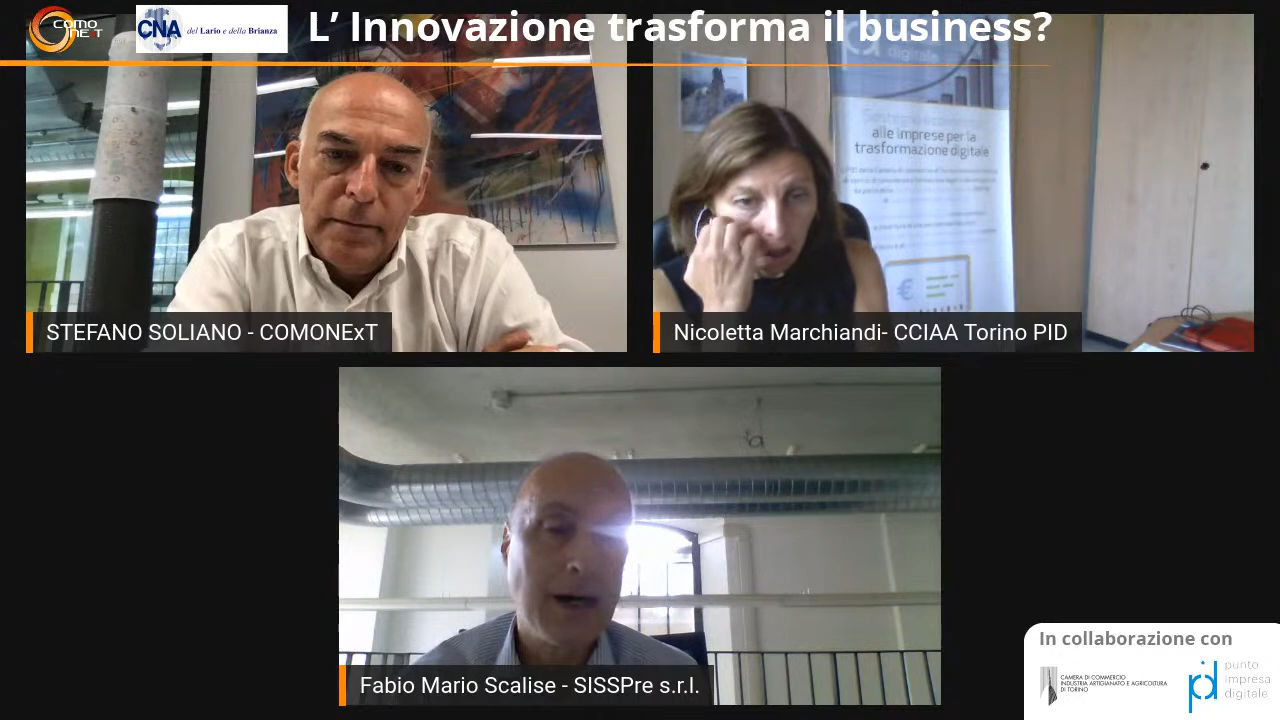 COMO
NEXT
CNA del Lario e della Brianza
L’ Innovazione trasforma il business?
digitale
alle imprese per la
trasformazione digitale
€
STEFANO SOLIANO - COMONExT
Nicoletta Marchiandi- CCIAA Torino PID
Fabio Mario Scalise - SISSPre s.r.l.
In collaborazione con
CAMERA DI COMMERCIO
INDUSTRIA ARTIGIANATO E AGRICOLTURA
DI TORINO
pid
punto
impresa
digitale